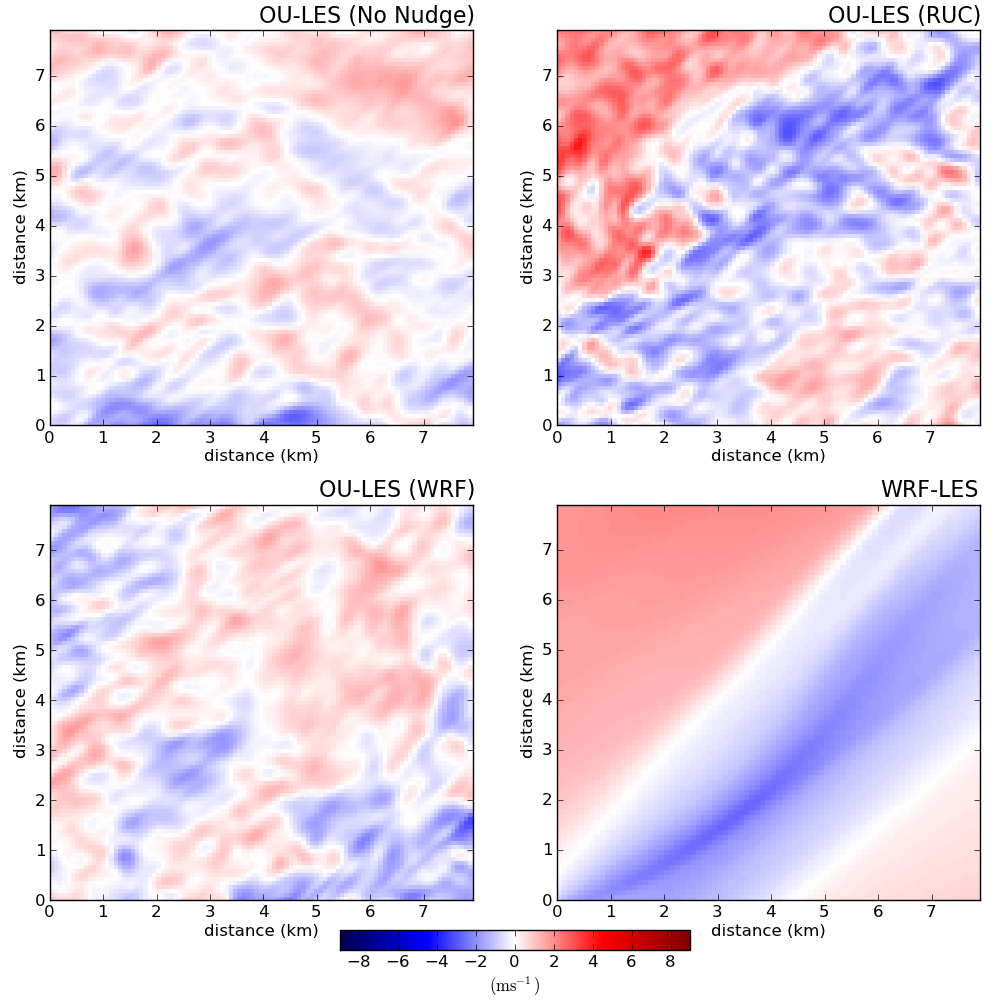 OU-LES (No Nudge)
OU-LES (RUC)
7
6
5
4
3
2
1
0
distance (km)
0 1 2 3 4 5 6 7
distance (km)
7
6
5
4
3
2
1
0
distance (km)
0 1 2 3 4 5 6 7
distance (km)
OU-LES (WRF)
WRF-LES
7
6
5
4
3
2
1
0
distance (km)
0 1 2 3 4 5 6 7
distance (km)
7
6
5
4
3
2
1
0
distance (km)
0 1 2 3 4 5 6 7
distance (km)
−8 −6 −4 −2 0 2 4 6 8
(ms⁻¹)